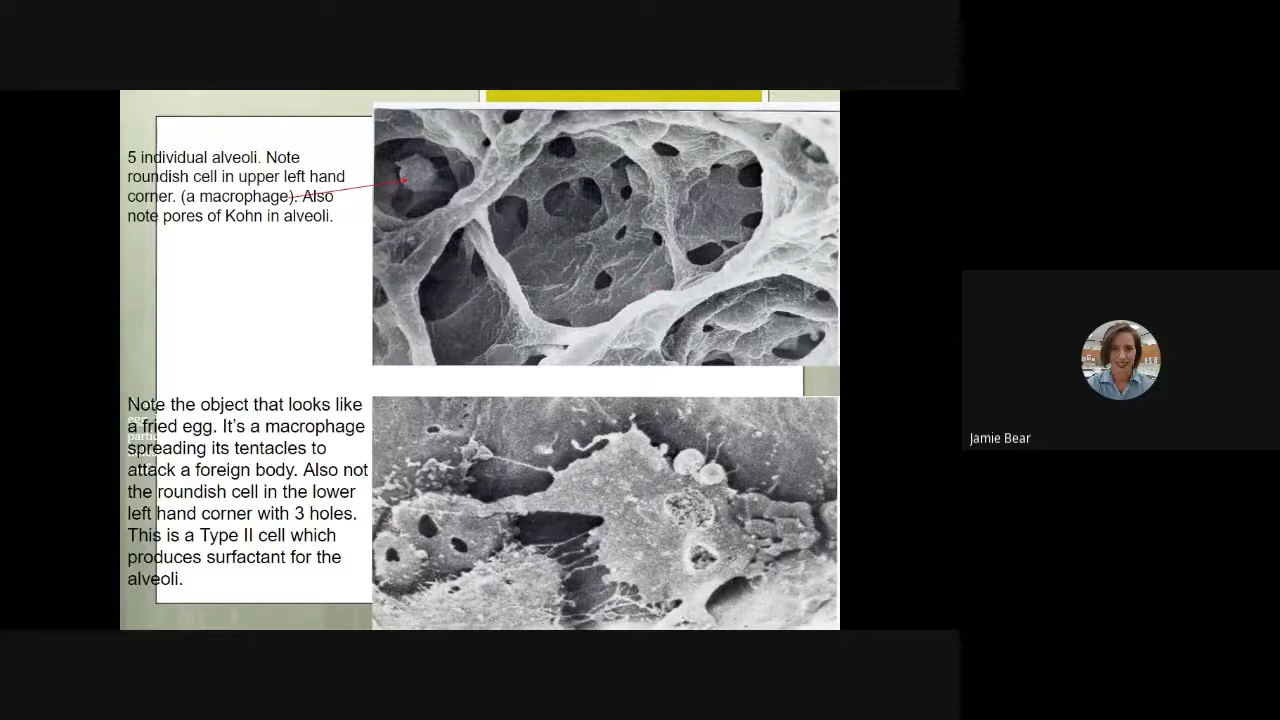 5 individual alveoli. Note
roundish cell in upper left hand
corner. (a macrophage). Also
note pores of Kohn in alveoli.
Note the object that looks like
a fried egg. It's a macrophage
spreading its tentacles to
attack a foreign body. Also not
the roundish cell in the lower
left hand corner with 3 holes.
This is a Type II cell which
produces surfactant for the
alveoli.
Jamie Bear